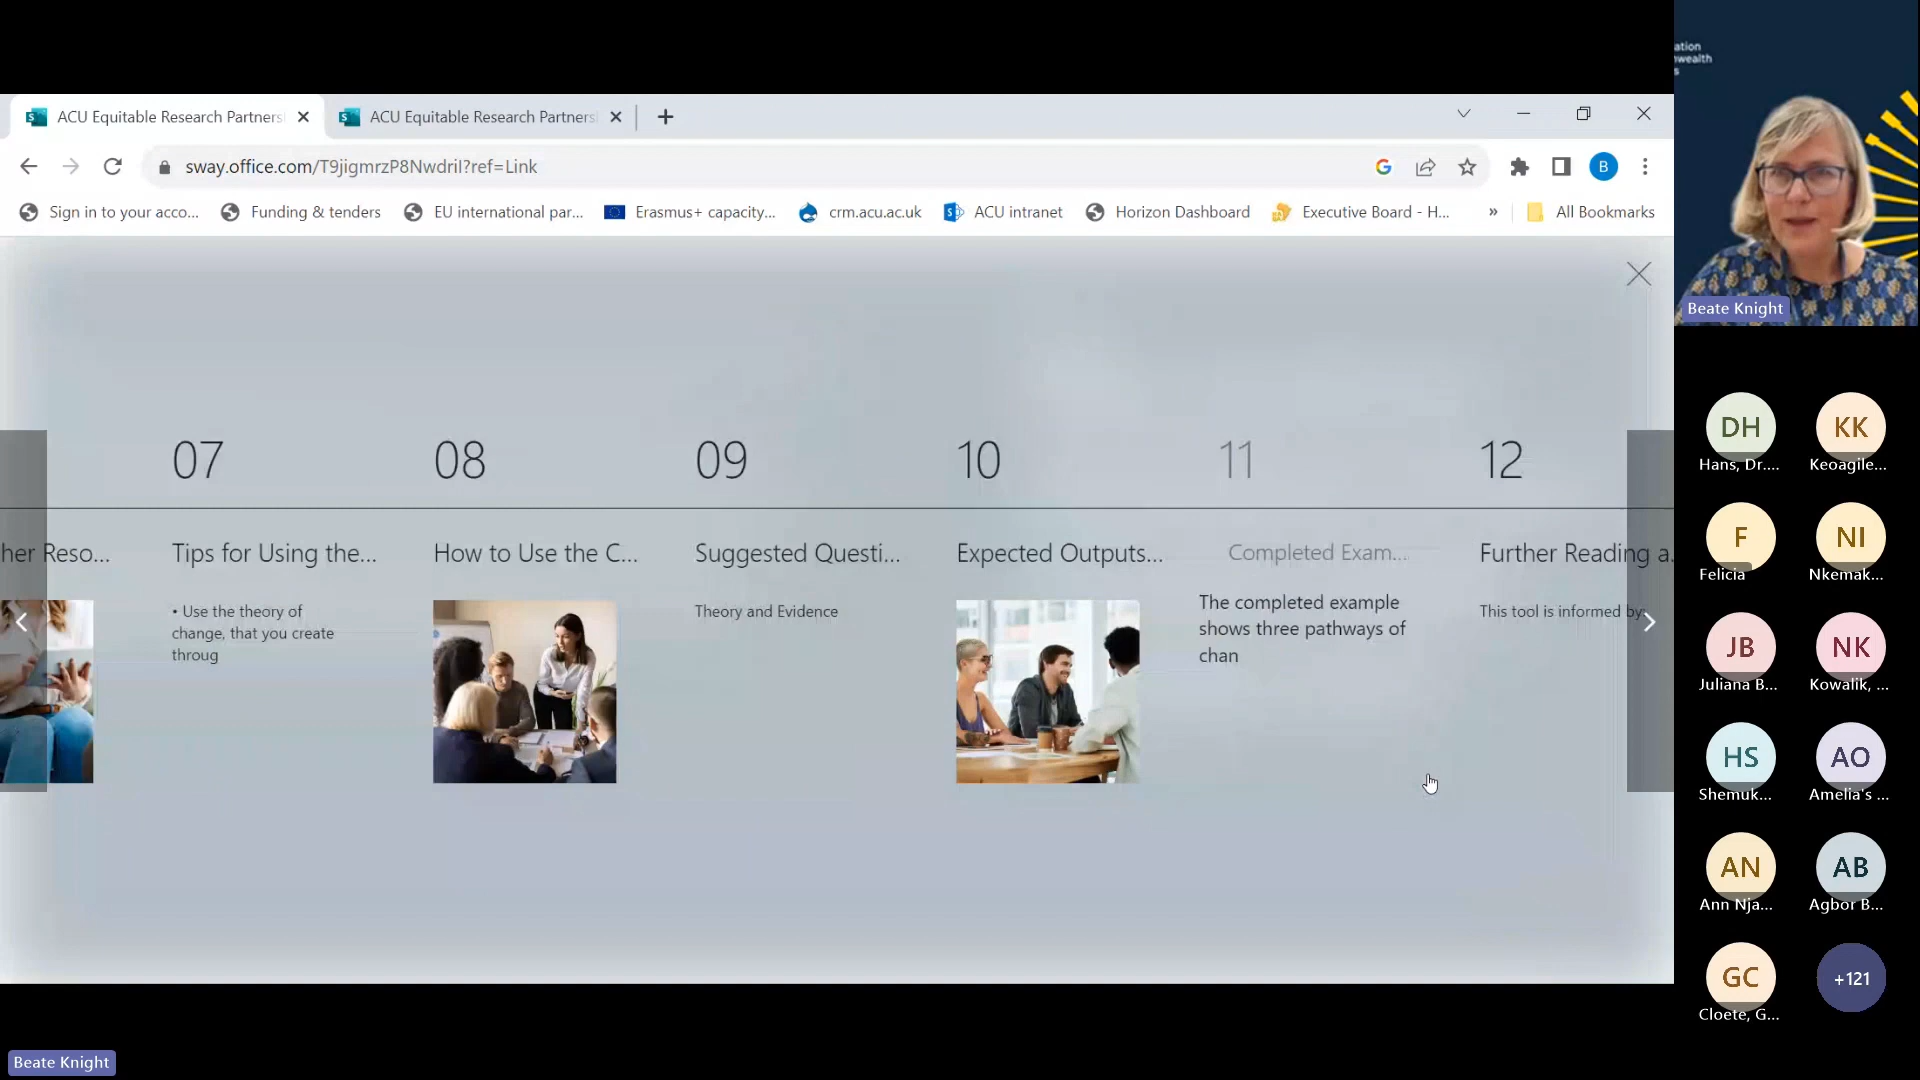 ation
wealth
s
ACU Equitable Research Partners
ACU Equitable Research Partners
sway.office.com/T9jigmrzP8NwdriI?ref=Link
B
Sign in to your acco...
Funding & tenders
EU international par...
Erasmus+ capacity...
crm.acu.ac.uk
ACU intranet
Horizon Dashboard
Executive Board - H...
»
All Bookmarks
Beate Knight
07
08
09
10
11
12
her Reso...
Tips for Using the...
How to Use the C...
Suggested Questi...
Expected Outputs...
Completed Exam...
Further Reading a.
• Use the theory of
change, that you create
throug
Theory and Evidence
The completed example
shows three pathways of
chan
This tool is informed by:
DH
Hans, Dr....
KK
Keoagile...
F
Felicia
NI
Nkemak...
JB
Juliana B...
NK
Kowalik, ...
HS
Shemuk...
AO
Amelia's ...
AN
Ann Nja...
AB
Agbor B...
GC
Cloete, G...
+121
Beate Knight